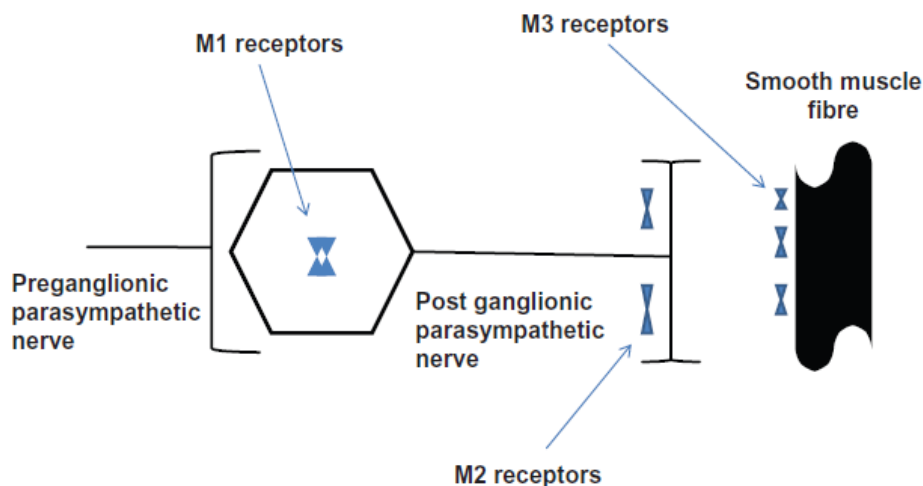 M1 receptors
M3 receptors
Smooth muscle
fibre
Preganglionic
parasympathetic
nerve
Post ganglionic
parasympathetic
nerve
M2 receptors